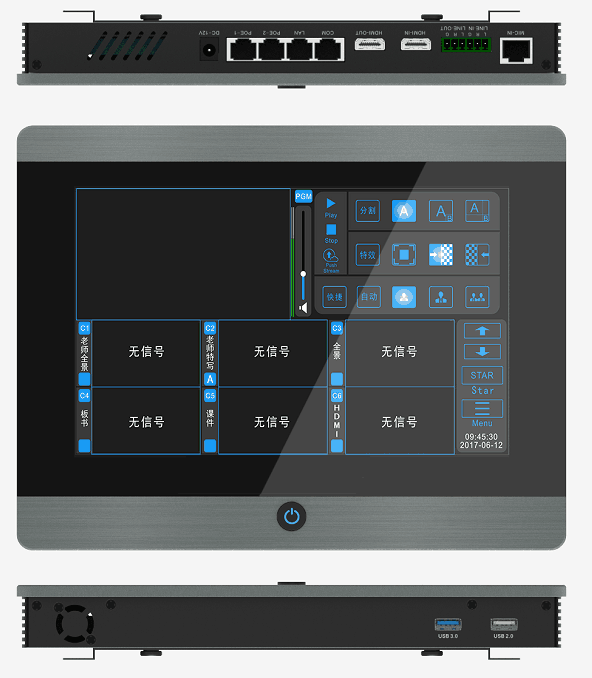 DC-12V
POE-1
POE-2
LAN
COM
HDMI-OUT
HDMI-IN
LINE-OUT
LINE IN
G R L G R L
MIC-IN
PGM
Play
Stop
Push
Stream
分割
A
A B
A B
特效
快捷
自动
C1
老师全景
无信号
C2
老师特写
A
无信号
C3
全景
无信号
C4
板书
无信号
C5
课件
无信号
C6
HDMI
无信号
STAR
Star
Menu
09:45:30
2017-06-12
USB 3.0
USB 2.0